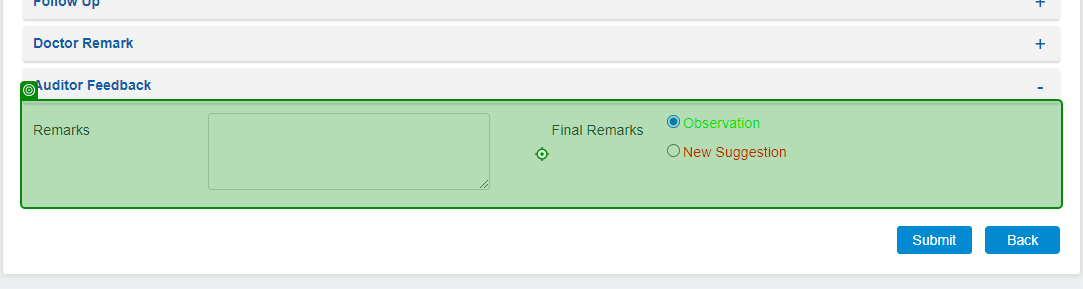 Follow Up +
Doctor Remark +
Auditor Feedback -
Remarks
Final Remarks
Observation
New Suggestion
Submit Back